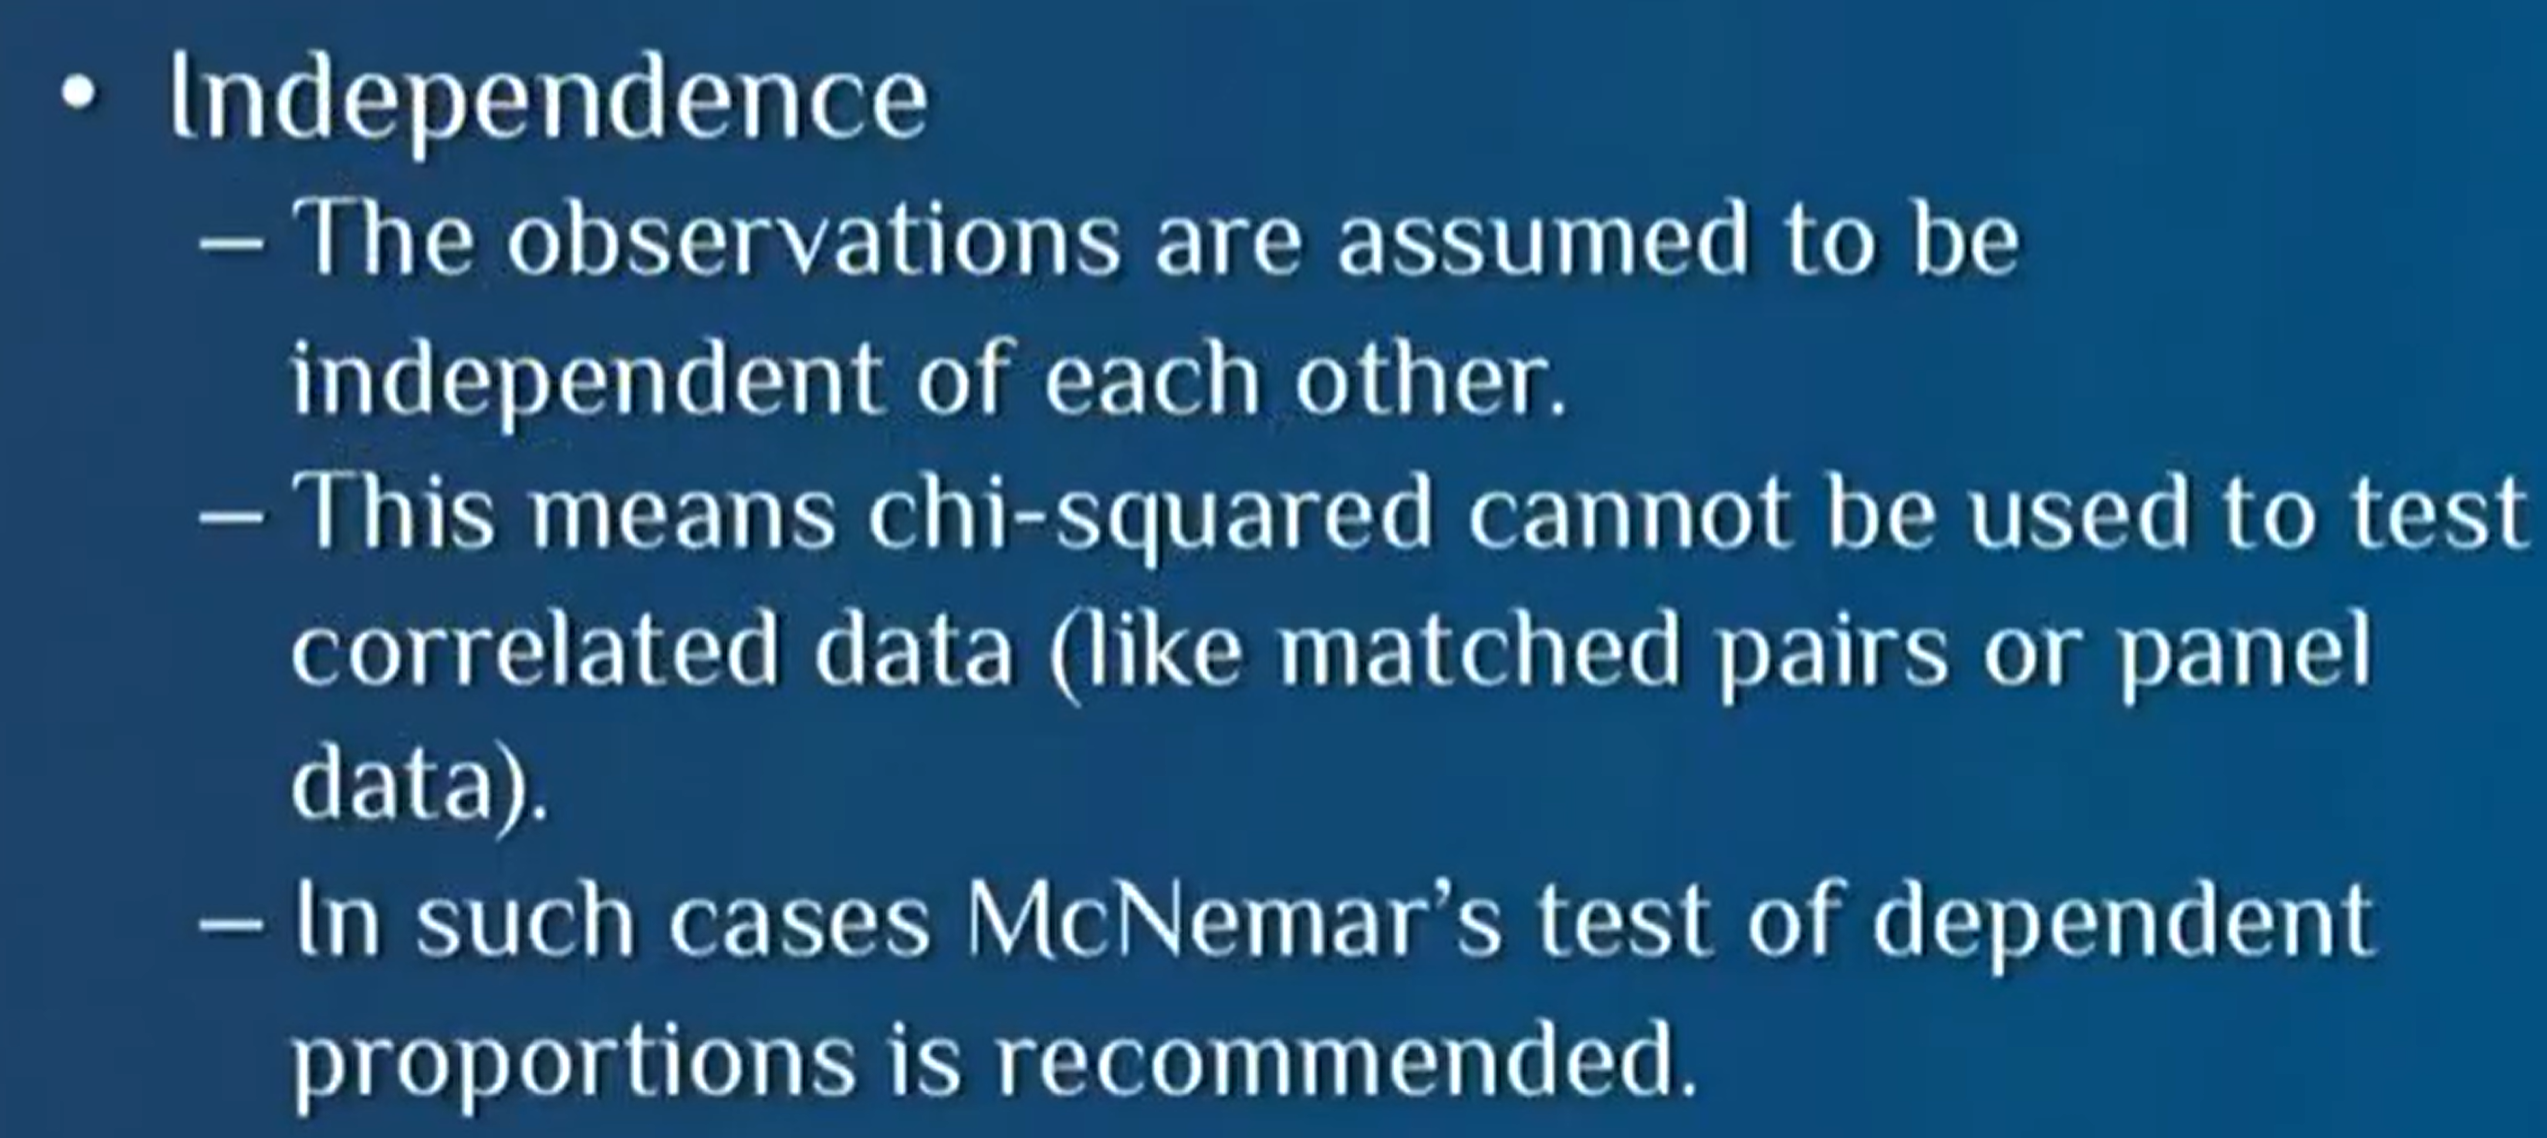 • Independence
– The observations are assumed to be
independent of each other.
– This means chi-squared cannot be used to test
correlated data (like matched pairs or panel
data).
– In such cases McNemar’s test of dependent
proportions is recommended.